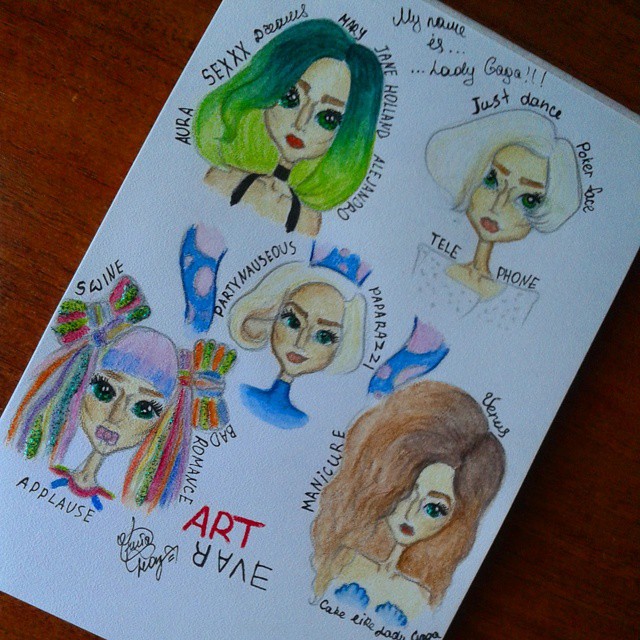 My name
is...
... Lady Gaga!!!
AURA
SEXXX
Dreams
MARY
JANE HOLLAND
ALEJANDRO
Just dance
Poker face
TELE
PHONE
SWINE
PARTYNAUSEOUS
PAPARAZZI
BAD ROMANCE
APPLAUSE
MANiCURE
Venus
ART
RAVE
Cake like Lady Gaga